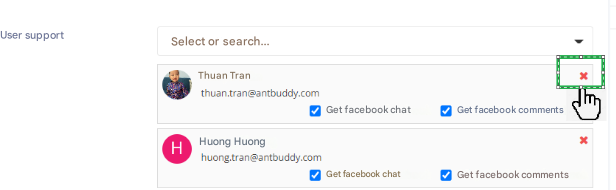 User support
Select or search...
Thuan Tran
thuan.tran@antbuddy.com
Get facebook chat Get facebook comments
H
Huong Huong
huong.tran@antbuddy.com
Get facebook chat Get facebook comments